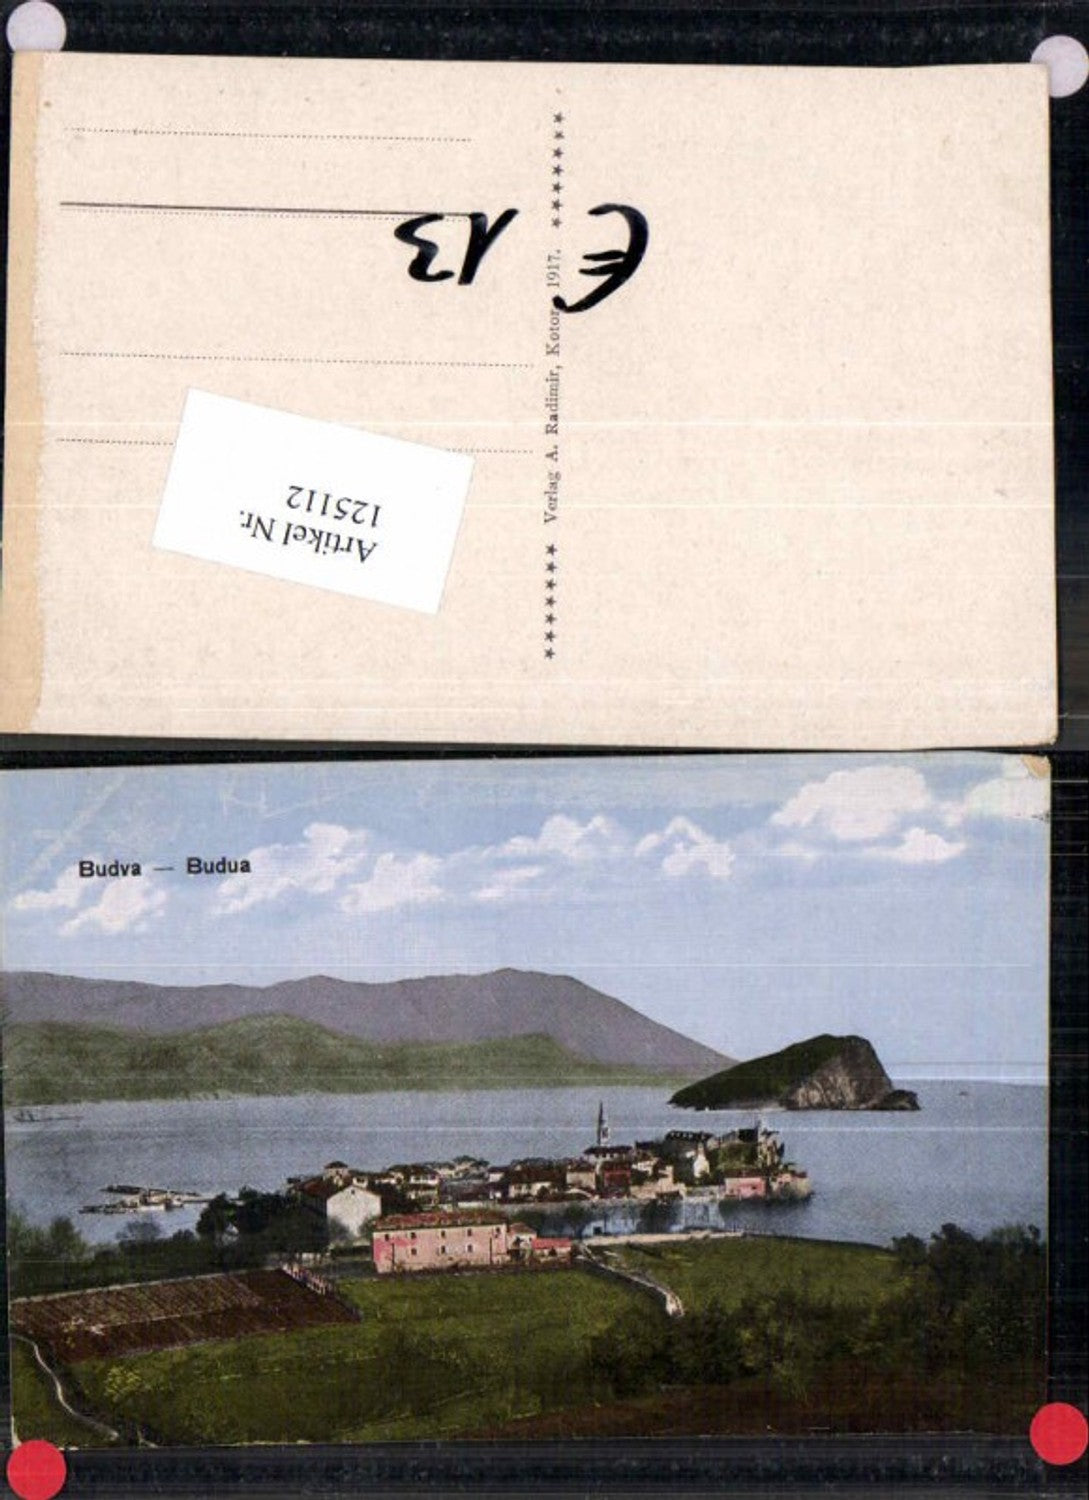 € 13
******** Verlag A. Radimir, Kotor, 1917. ********
Artikel Nr.
125112
Budva — Budua